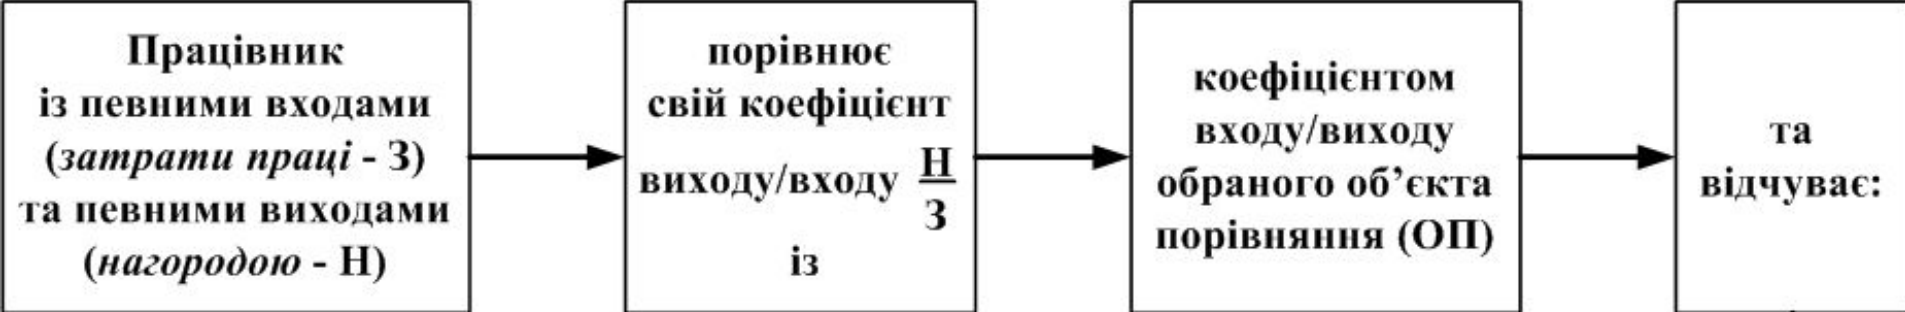 Працівник
із певними входами
(затрати праці - З)
та певними виходами
(нагородою - Н)
порівнює
свій коефіцієнт
виходу/входу Н/З
із
коефіцієнтом
входу/виходу
обраного об’єкта
порівняння (ОП)
та
відчуває: